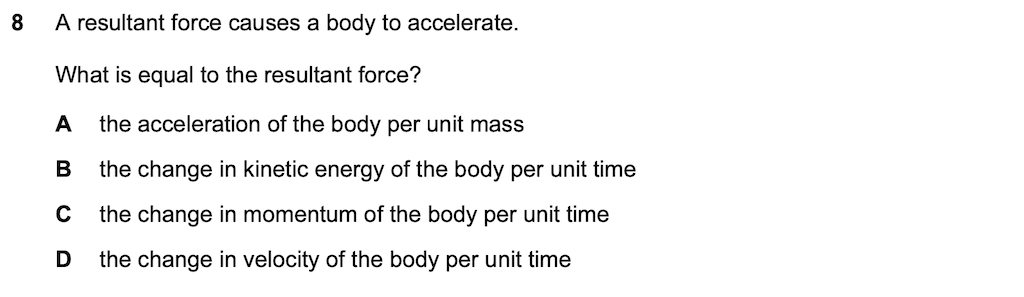 8 A resultant force causes a body to accelerate.
What is equal to the resultant force?
A the acceleration of the body per unit mass
B the change in kinetic energy of the body per unit time
C the change in momentum of the body per unit time
D the change in velocity of the body per unit time